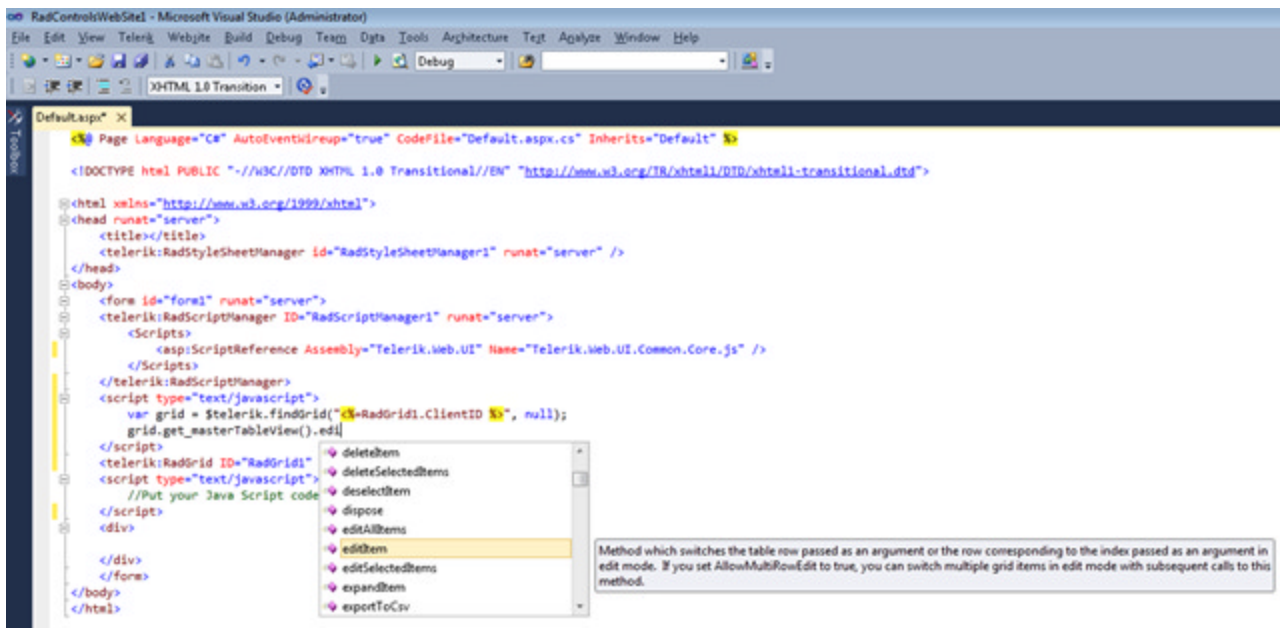 RadControlsWebSite1 - Microsoft Visual Studio (Administrator)
File Edit View Telerik Website Build Debug Team Data Tools Architecture Test Analyze Window Help
Debug
XHTML 1.0 Transition
Toolbox
Default.aspx* ×
<%@ Page Language="C#" AutoEventWireup="true" CodeFile="Default.aspx.cs" Inherits="Default" %>
<!DOCTYPE html PUBLIC "-//W3C//DTD XHTML 1.0 Transitional//EN" "http://www.w3.org/TR/xhtml1/DTD/xhtml1-transitional.dtd">
<html xmlns="http://www.w3.org/1999/xhtml">
<head runat="server">
<title></title>
<telerik:RadStyleSheetManager id="RadStyleSheetManager1" runat="server" />
</head>
<body>
<form id="form1" runat="server">
<telerik:RadScriptManager ID="RadScriptManager1" runat="server">
<Scripts>
<asp:ScriptReference Assembly="Telerik.Web.UI" Name="Telerik.Web.UI.Common.Core.js" />
</Scripts>
</telerik:RadScriptManager>
<script type="text/javascript">
var grid = $telerik.findGrid("<%=RadGrid1.ClientID %>", null);
grid.get_masterTableView().edi
</script>
<telerik:RadGrid ID="RadGrid1"
<script type="text/javascript">
//Put your Java Script code
</script>
<div>
</div>
</form>
</body>
</html>
deleteItem
deleteSelectedItems
deselectItem
dispose
editAllItems
editItem
editSelectedItems
expandItem
exportToCsv
Method which switches the table row passed as an argument or the row corresponding to the index passed as an argument in
edit mode. If you set AllowMultiRowEdit to true, you can switch multiple grid items in edit mode with subsequent calls to this
method.